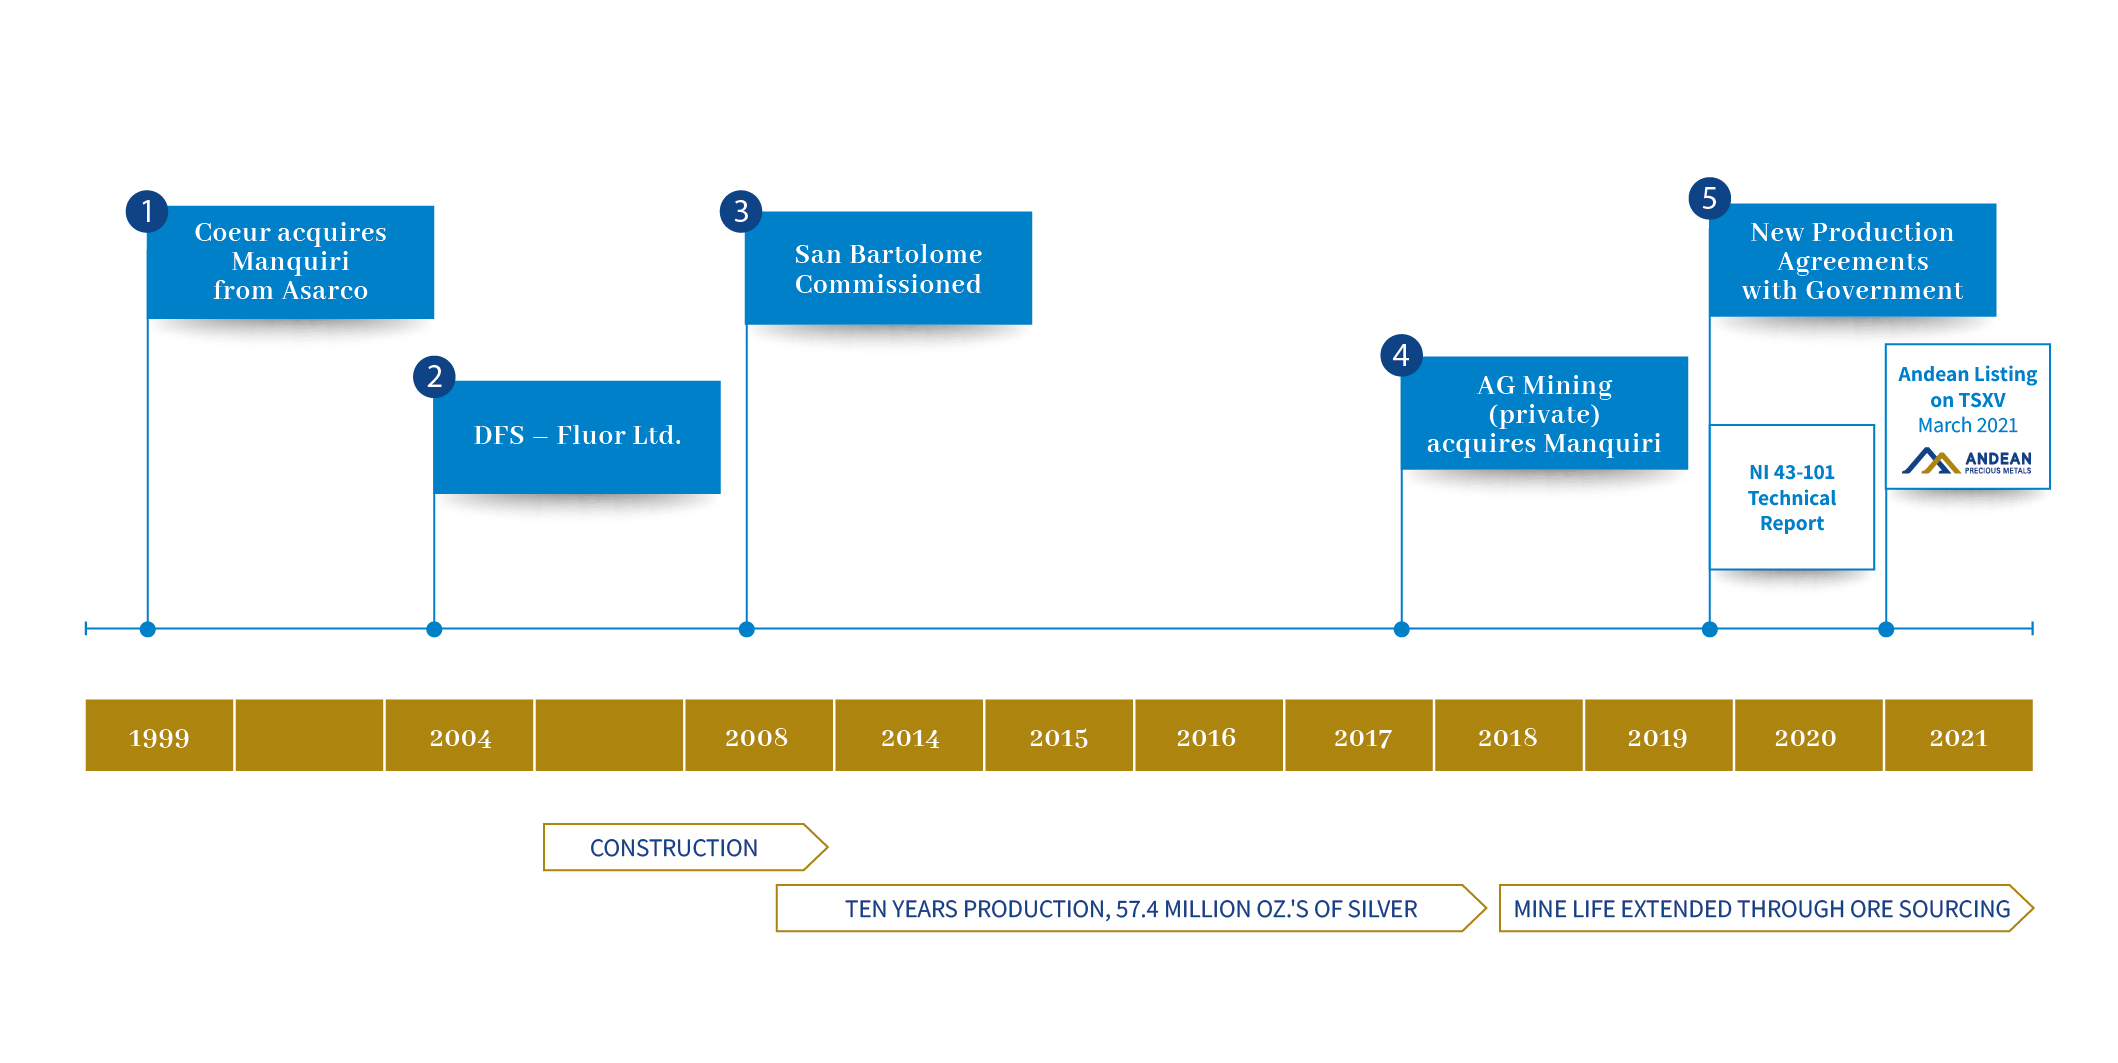 1
Coeur acquires
Manquiri
from Asarco
2
DFS – Fluor Ltd.
3
San Bartolome
Commissioned
4
AG Mining
(private)
acquires Manquiri
5
New Production
Agreements
with Government
NI 43-101
Technical
Report
Andean Listing
on TSXV
March 2021
ANDEAN
PRECIOUS METALS
1999 2004 2008 2014 2015 2016 2017 2018 2019 2020 2021
CONSTRUCTION
TEN YEARS PRODUCTION, 57.4 MILLION OZ.'S OF SILVER
MINE LIFE EXTENDED THROUGH ORE SOURCING